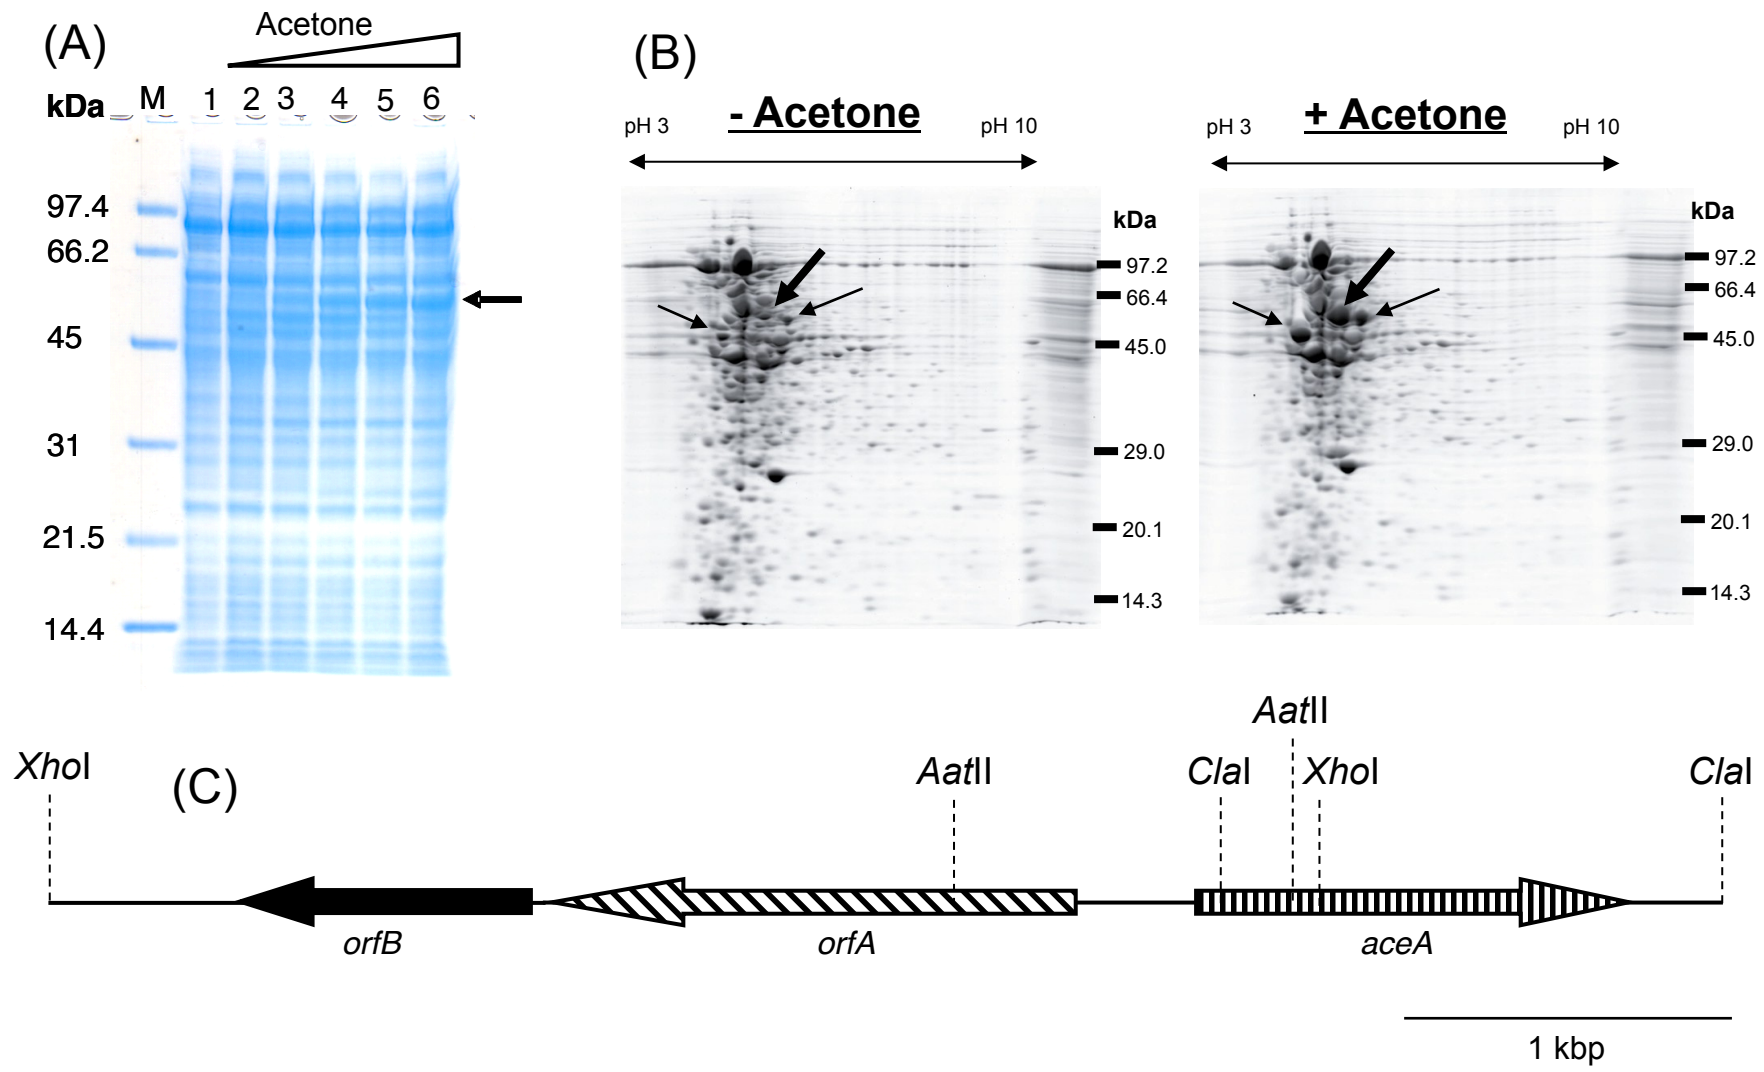 (A)
Acetone
kDa M 1 2 3 4 5 6
97.4
66.2
45
31
21.5
14.4
(B)
- Acetone
pH 3 pH 10
kDa
97.2
66.4
45.0
29.0
20.1
14.3
+ Acetone
pH 3 pH 10
kDa
97.2
66.4
45.0
29.0
20.1
14.3
(C)
AatII
XhoI AatII ClaI XhoI ClaI
orfB orfA aceA
1 kbp